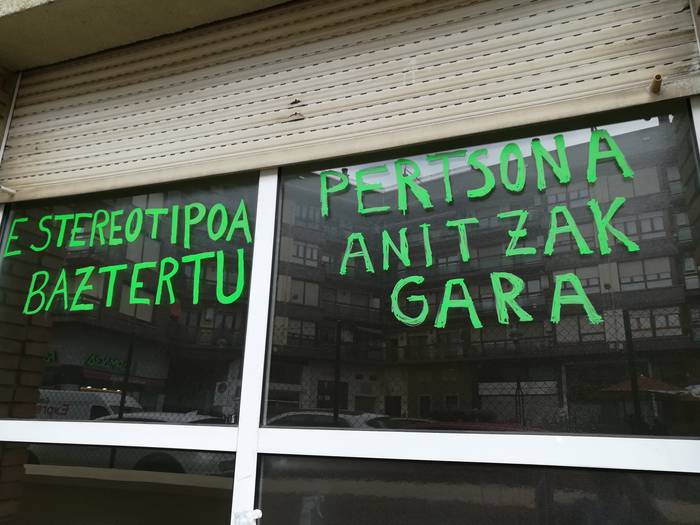 ESTEREOTIPOA
BAZTERTU
PERTSONA
ANITZAK
GARA